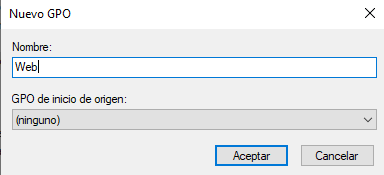 Nuevo GPO
Nombre:
Web
GPO de inicio de origen:
(ninguno)
Aceptar
Cancelar